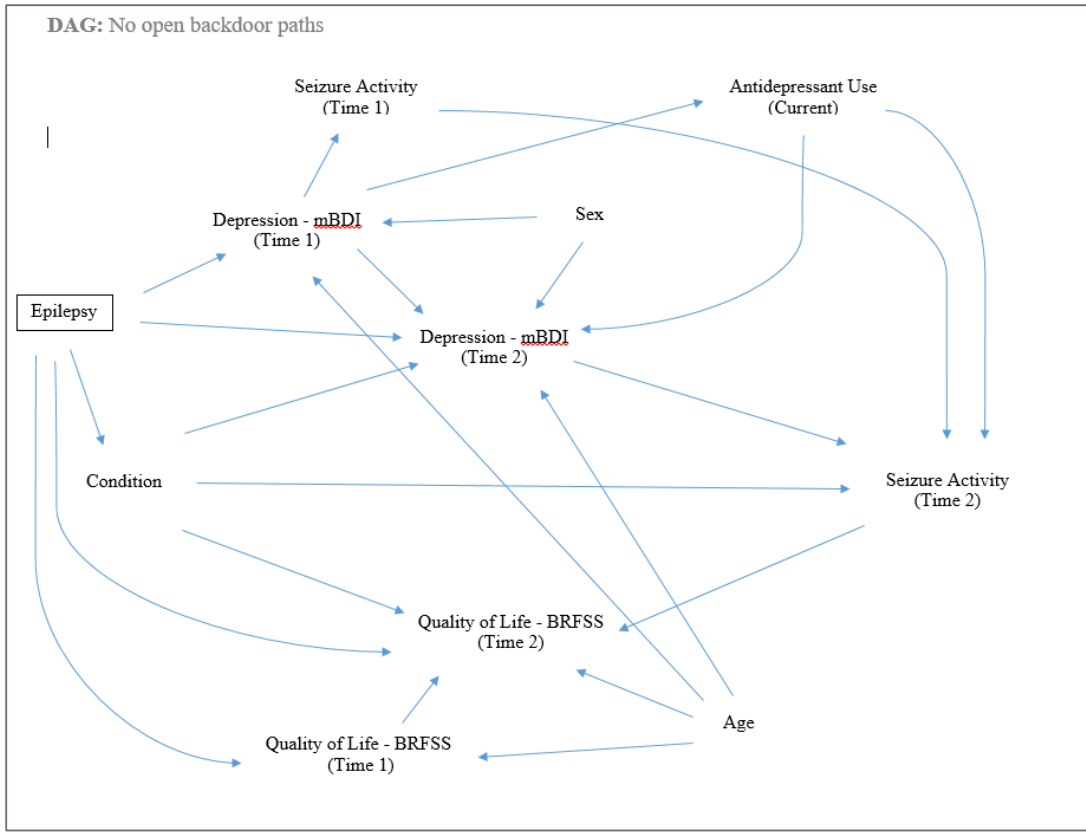 DAG: No open backdoor paths
Seizure Activity
(Time 1)
Antidepressant Use
(Current)
Depression - mBDI
(Time 1)
Sex
Epilepsy
Depression - mBDI
(Time 2)
Condition
Seizure Activity
(Time 2)
Quality of Life - BRFSS
(Time 2)
Age
Quality of Life - BRFSS
(Time 1)